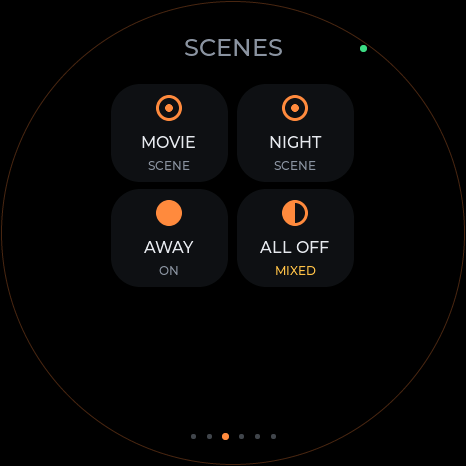 SCENES
MOVIE
SCENE
NIGHT
SCENE
AWAY
ON
ALL OFF
MIXED